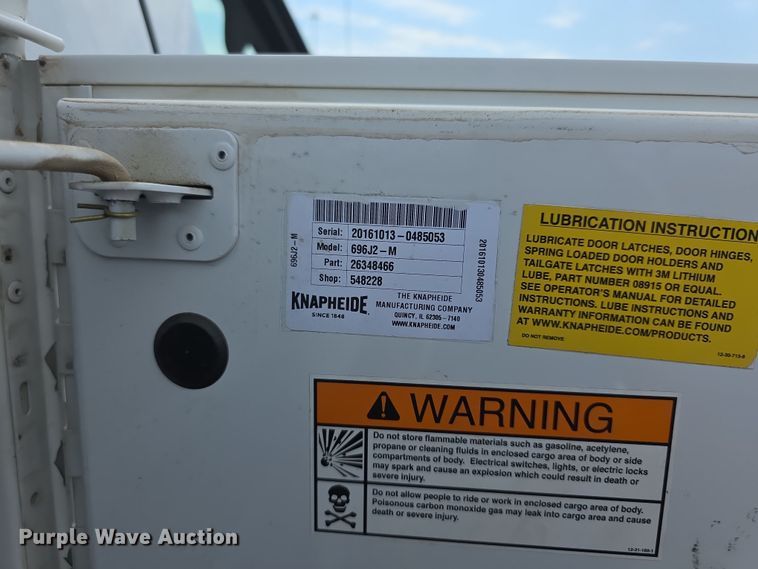 Serial: 20161013-0485053
Model: 696J2-M
Part: 26348466
Shop: 548228
696J2-M
201610130485053
KNAPHEIDE
SINCE 1848
THE KNAPHEIDE
MANUFACTURING COMPANY
QUINCY, IL 62305-7140
WWW.KNAPHEIDE.COM
LUBRICATION INSTRUCTION
LUBRICATE DOOR LATCHES, DOOR HINGES,
SPRING LOADED DOOR HOLDERS AND
TAILGATE LATCHES WITH 3M LITHIUM
LUBE, PART NUMBER 08915 OR EQUAL.
SEE OPERATOR'S MANUAL FOR DETAILED
INSTRUCTIONS. LUBE INSTRUCTIONS AND
WARRANTY INFORMATION CAN BE FOUND
AT WWW.KNAPHEIDE.COM/PRODUCTS.
DO NOT REMOVE
WARNING
Do not store flammable materials such as gasoline, acetylene,
propane or cleaning fluids in enclosed cargo area of body or side
compartments of body. Electrical switches, lights, or electric locks
may spark and cause an explosion which could result in death or
severe injury.
Do not allow people to ride or work in enclosed cargo area of body.
Poisonous carbon monoxide gas may leak into cargo area and cause
death or severe injury.
Purple Wave Auction